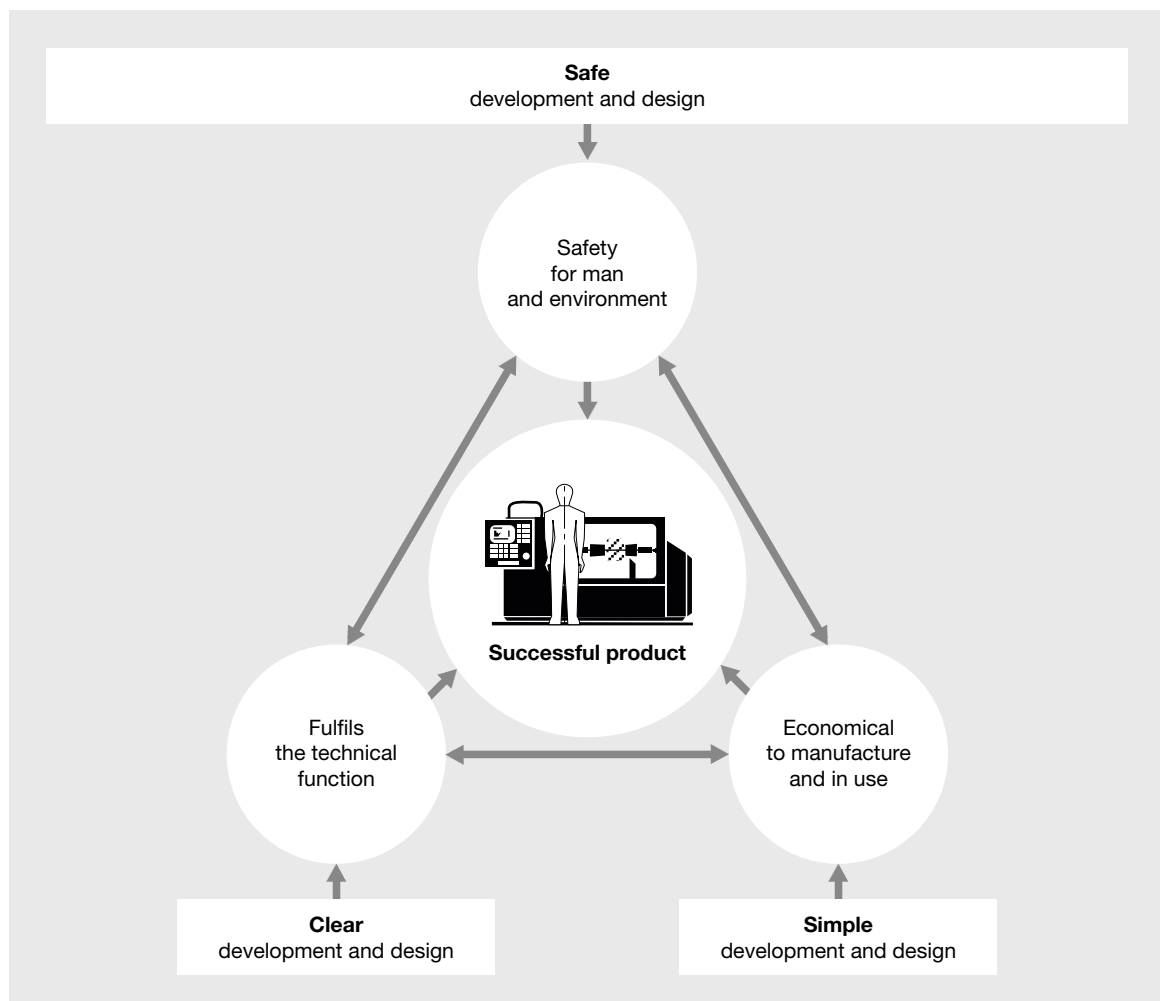 Safe
development and design
Safety
for man
and environment
Successful product
Fulfils
the technical
function
Economical
to manufacture
and in use
Clear
development and design
Simple
development and design